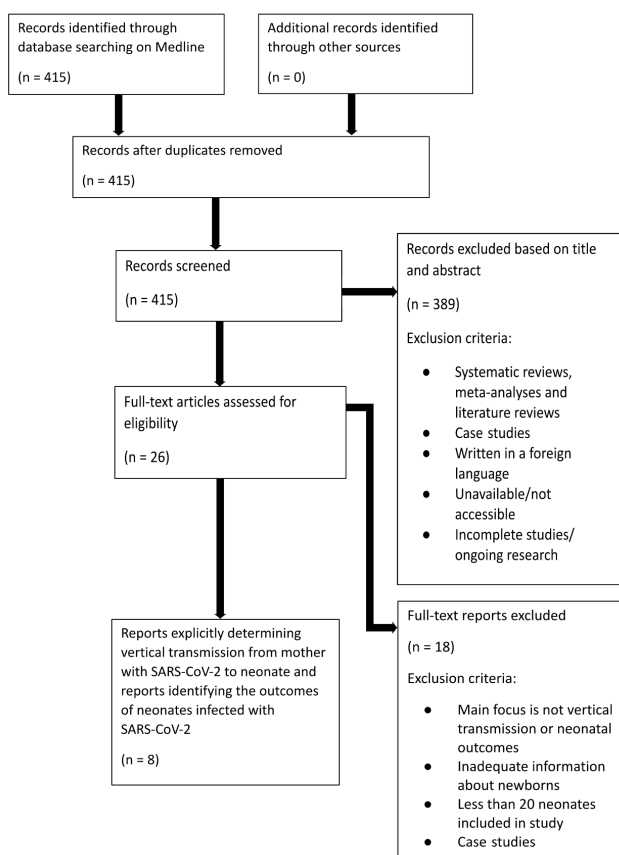 Records identified through
database searching on Medline
(n = 415)
Additional records identified
through other sources
(n = 0)
Records after duplicates removed
(n = 415)
Records screened
(n = 415)
Records excluded based on title
and abstract
(n = 389)
Exclusion criteria:
● Systematic reviews,
meta-analyses and
literature reviews
● Case studies
● Written in a foreign
language
● Unavailable/not
accessible
● Incomplete studies/
ongoing research
Full-text articles assessed for
eligibility
(n = 26)
Full-text reports excluded
(n = 18)
Exclusion criteria:
● Main focus is not vertical
transmission or neonatal
outcomes
● Inadequate information
about newborns
● Less than 20 neonates
included in study
● Case studies
Reports explicitly determining
vertical transmission from mother
with SARS-CoV-2 to neonate and
reports identifying the outcomes
of neonates infected with
SARS-CoV-2
(n = 8)